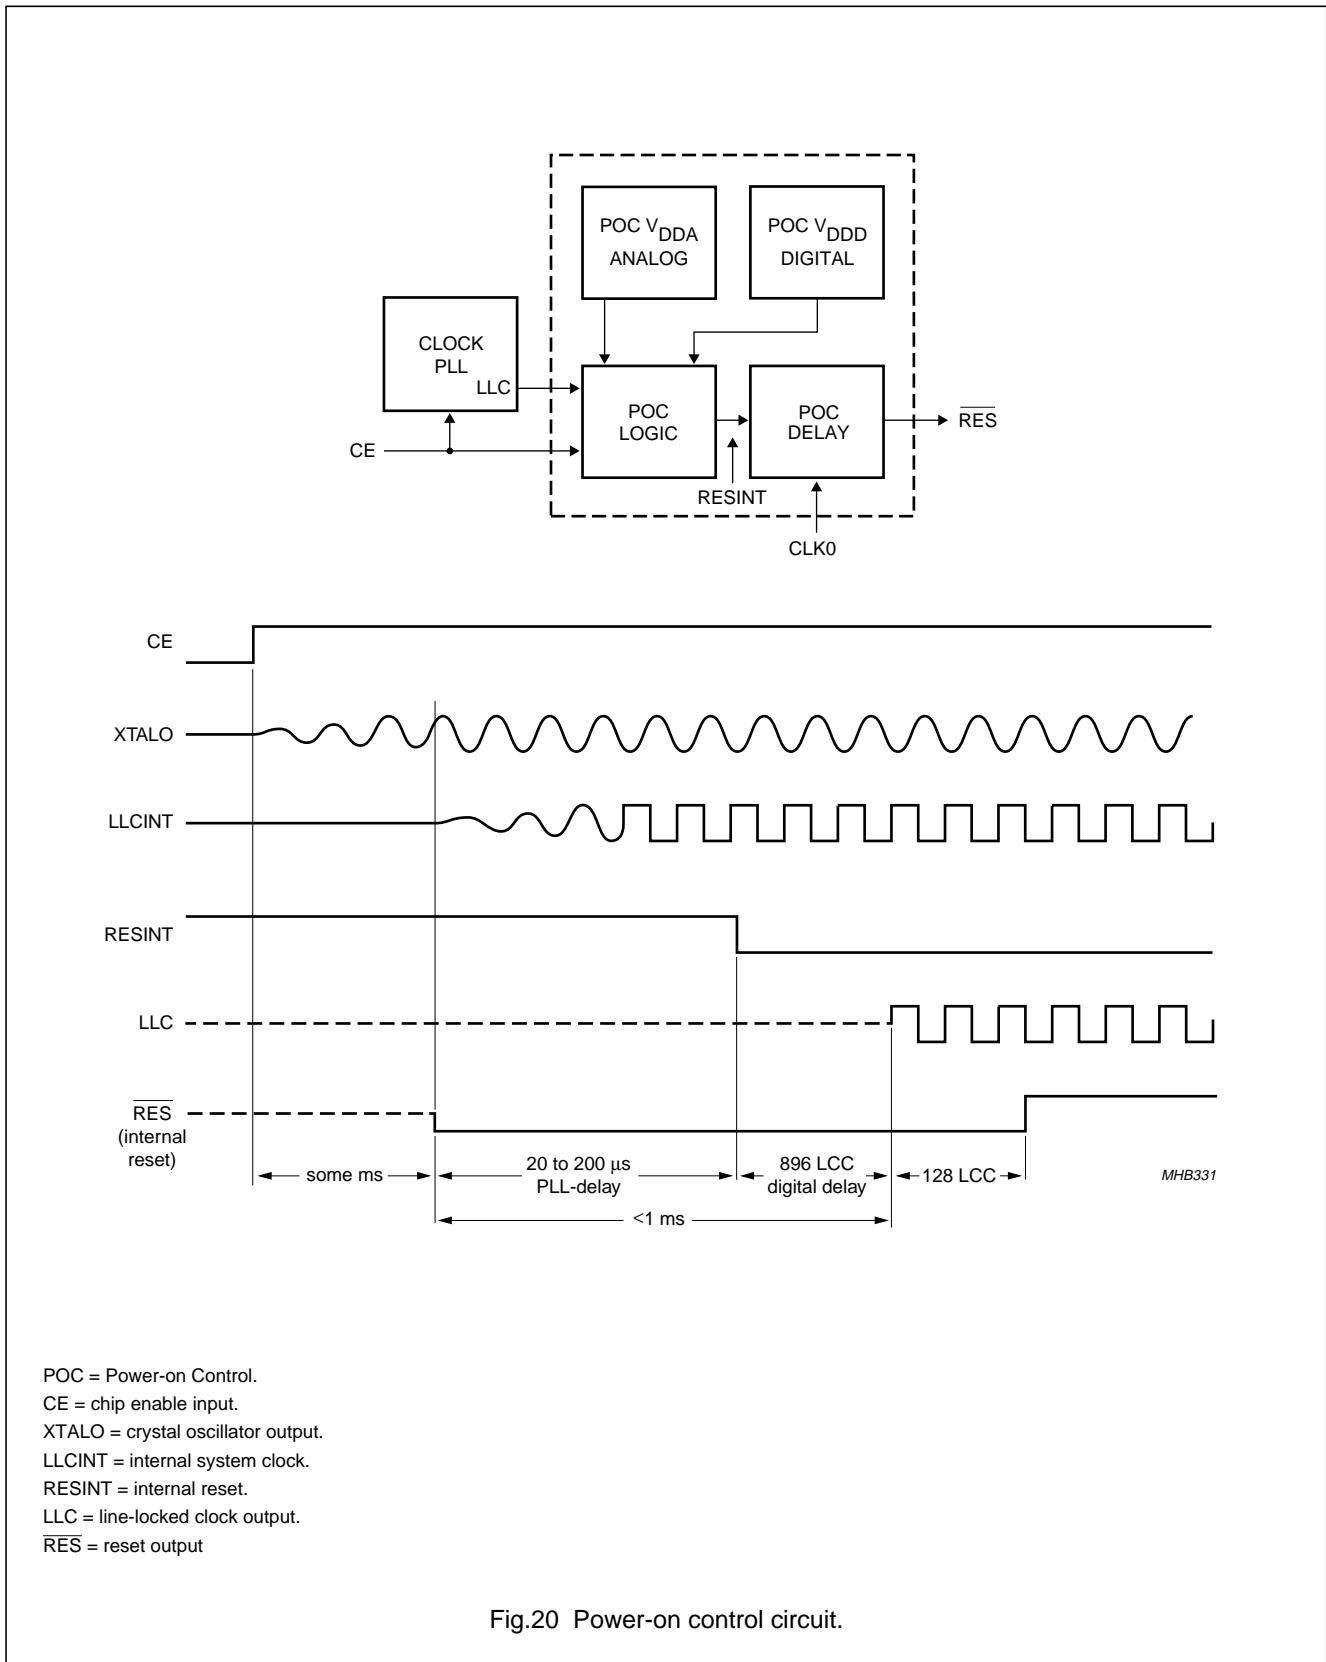 POC VDDA
ANALOG
POC VDDD
DIGITAL
CLOCK
PLL
LLC
POC
LOGIC
POC
DELAY
RES
CE
RESINT
CLK0
CE
XTALO
LLCINT
RESINT
LLC
RES
(internal
reset)
some ms
20 to 200 μs
PLL-delay
896 LCC
digital delay
128 LCC
<1 ms
MHB331
POC = Power-on Control.
CE = chip enable input.
XTALO = crystal oscillator output.
LLCINT = internal system clock.
RESINT = internal reset.
LLC = line-locked clock output.
RES = reset output
Fig.20 Power-on control circuit.